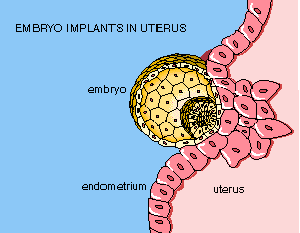 EMBRYO IMPLANTS IN UTERUS
embryo
endometrium
uterus